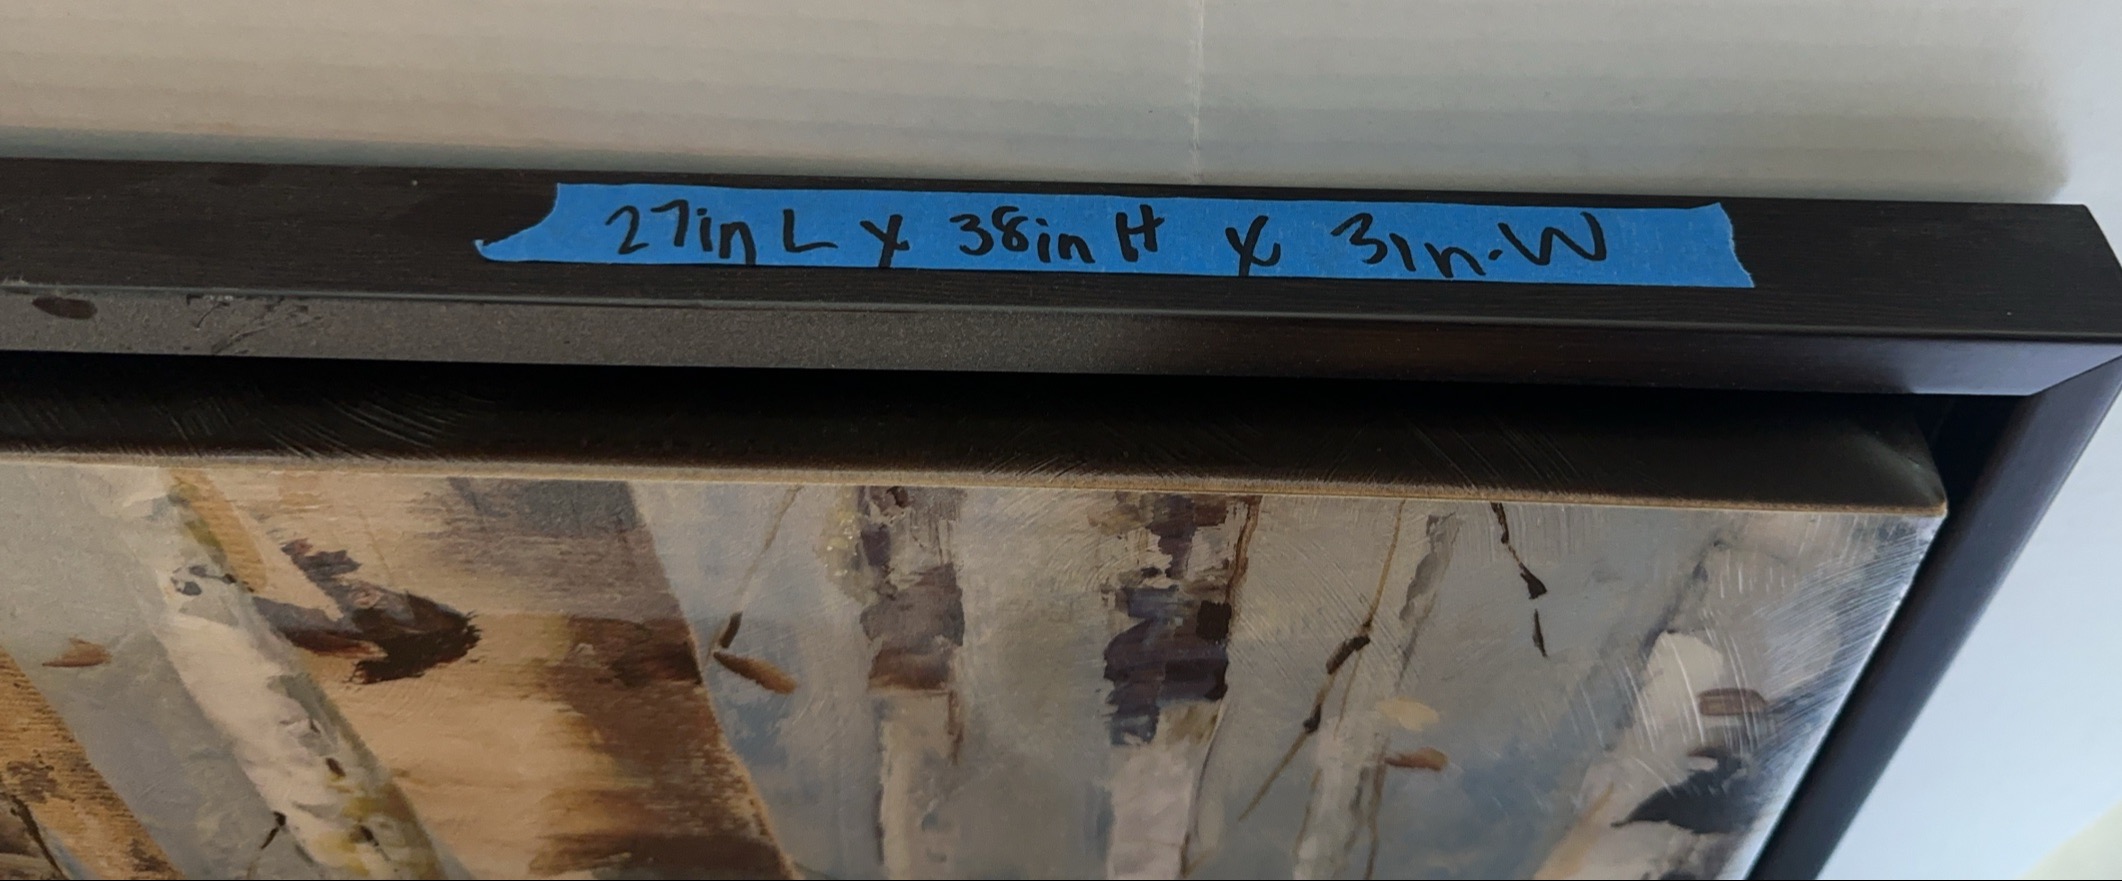 27in L x 38in H x 3in.W